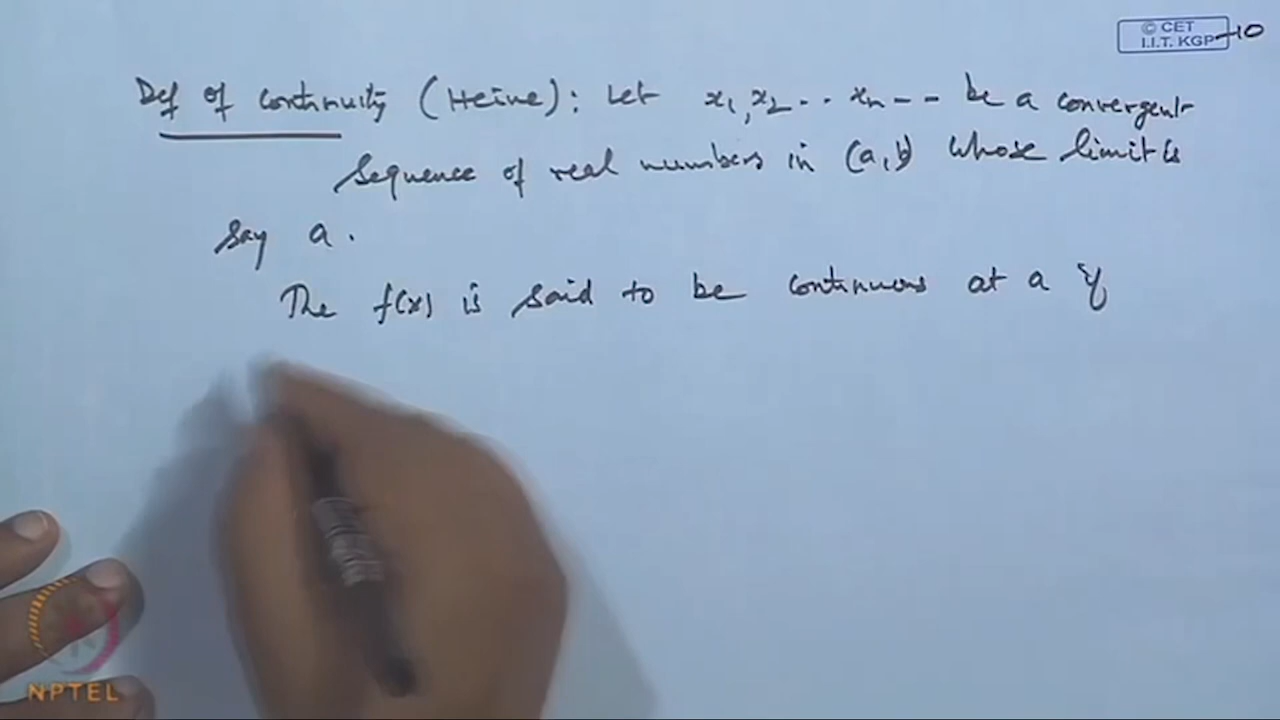 © CET
I.I.T. KGP
10
Def of continuity (Heine): Let x₁, x₂ .. xₙ -- be a convergent
sequence of real numbers in (a,b) whose limit is
say a.
The f(x) is said to be continuous at a if
NPTEL